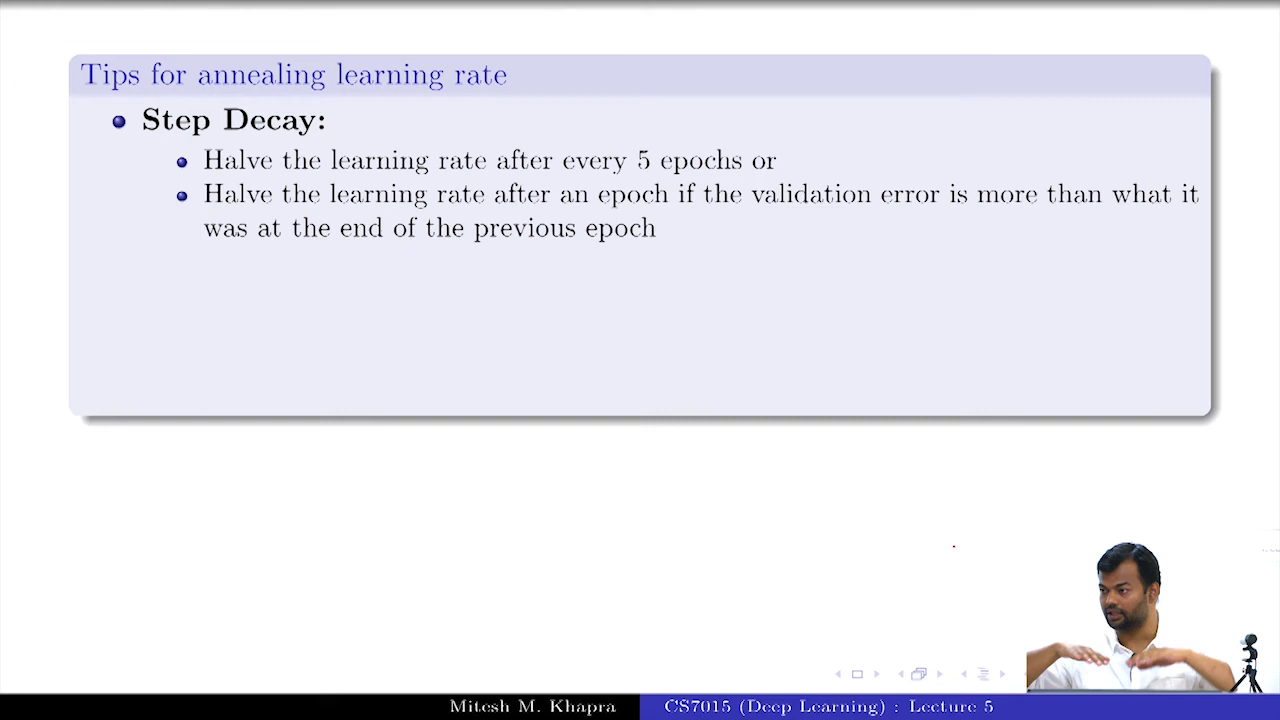 Tips for annealing learning rate
Step Decay:
Halve the learning rate after every 5 epochs or
Halve the learning rate after an epoch if the validation error is more than what it
was at the end of the previous epoch
Mitesh M. Khapra
CS7015 (Deep Learning) : Lecture 5